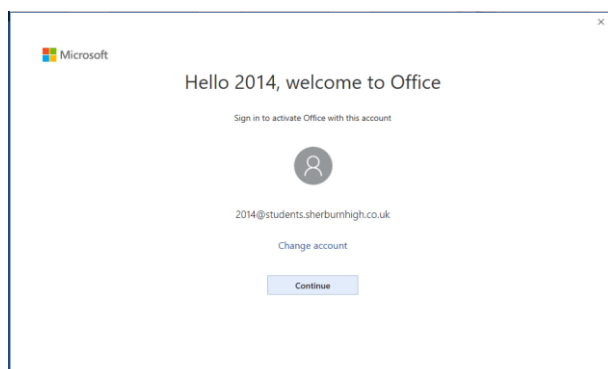 Microsoft
Hello 2014, welcome to Office
Sign in to activate Office with this account
2014@students.sherburnhigh.co.uk
Change account
Continue